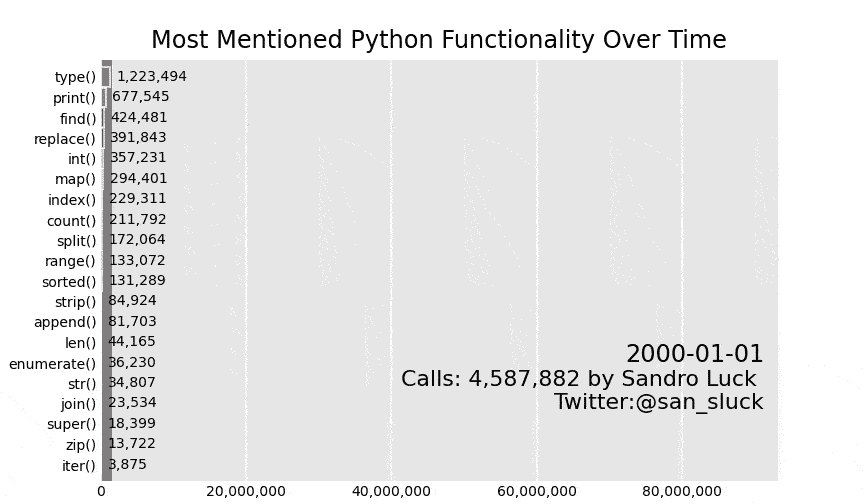 Most Mentioned Python Functionality Over Time
type() 1,223,494
print() 677,545
find() 424,481
replace() 391,843
int() 357,231
map() 294,401
index() 229,311
count() 211,792
split() 172,064
range() 133,072
sorted() 131,289
strip() 84,924
append() 81,703
len() 44,165
enumerate() 36,230
str() 34,807
join() 23,534
super() 18,399
zip() 13,722
iter() 3,875
2000-01-01
Calls: 4,587,882 by Sandro Luck
Twitter:@san_sluck
0 20,000,000 40,000,000 60,000,000 80,000,000